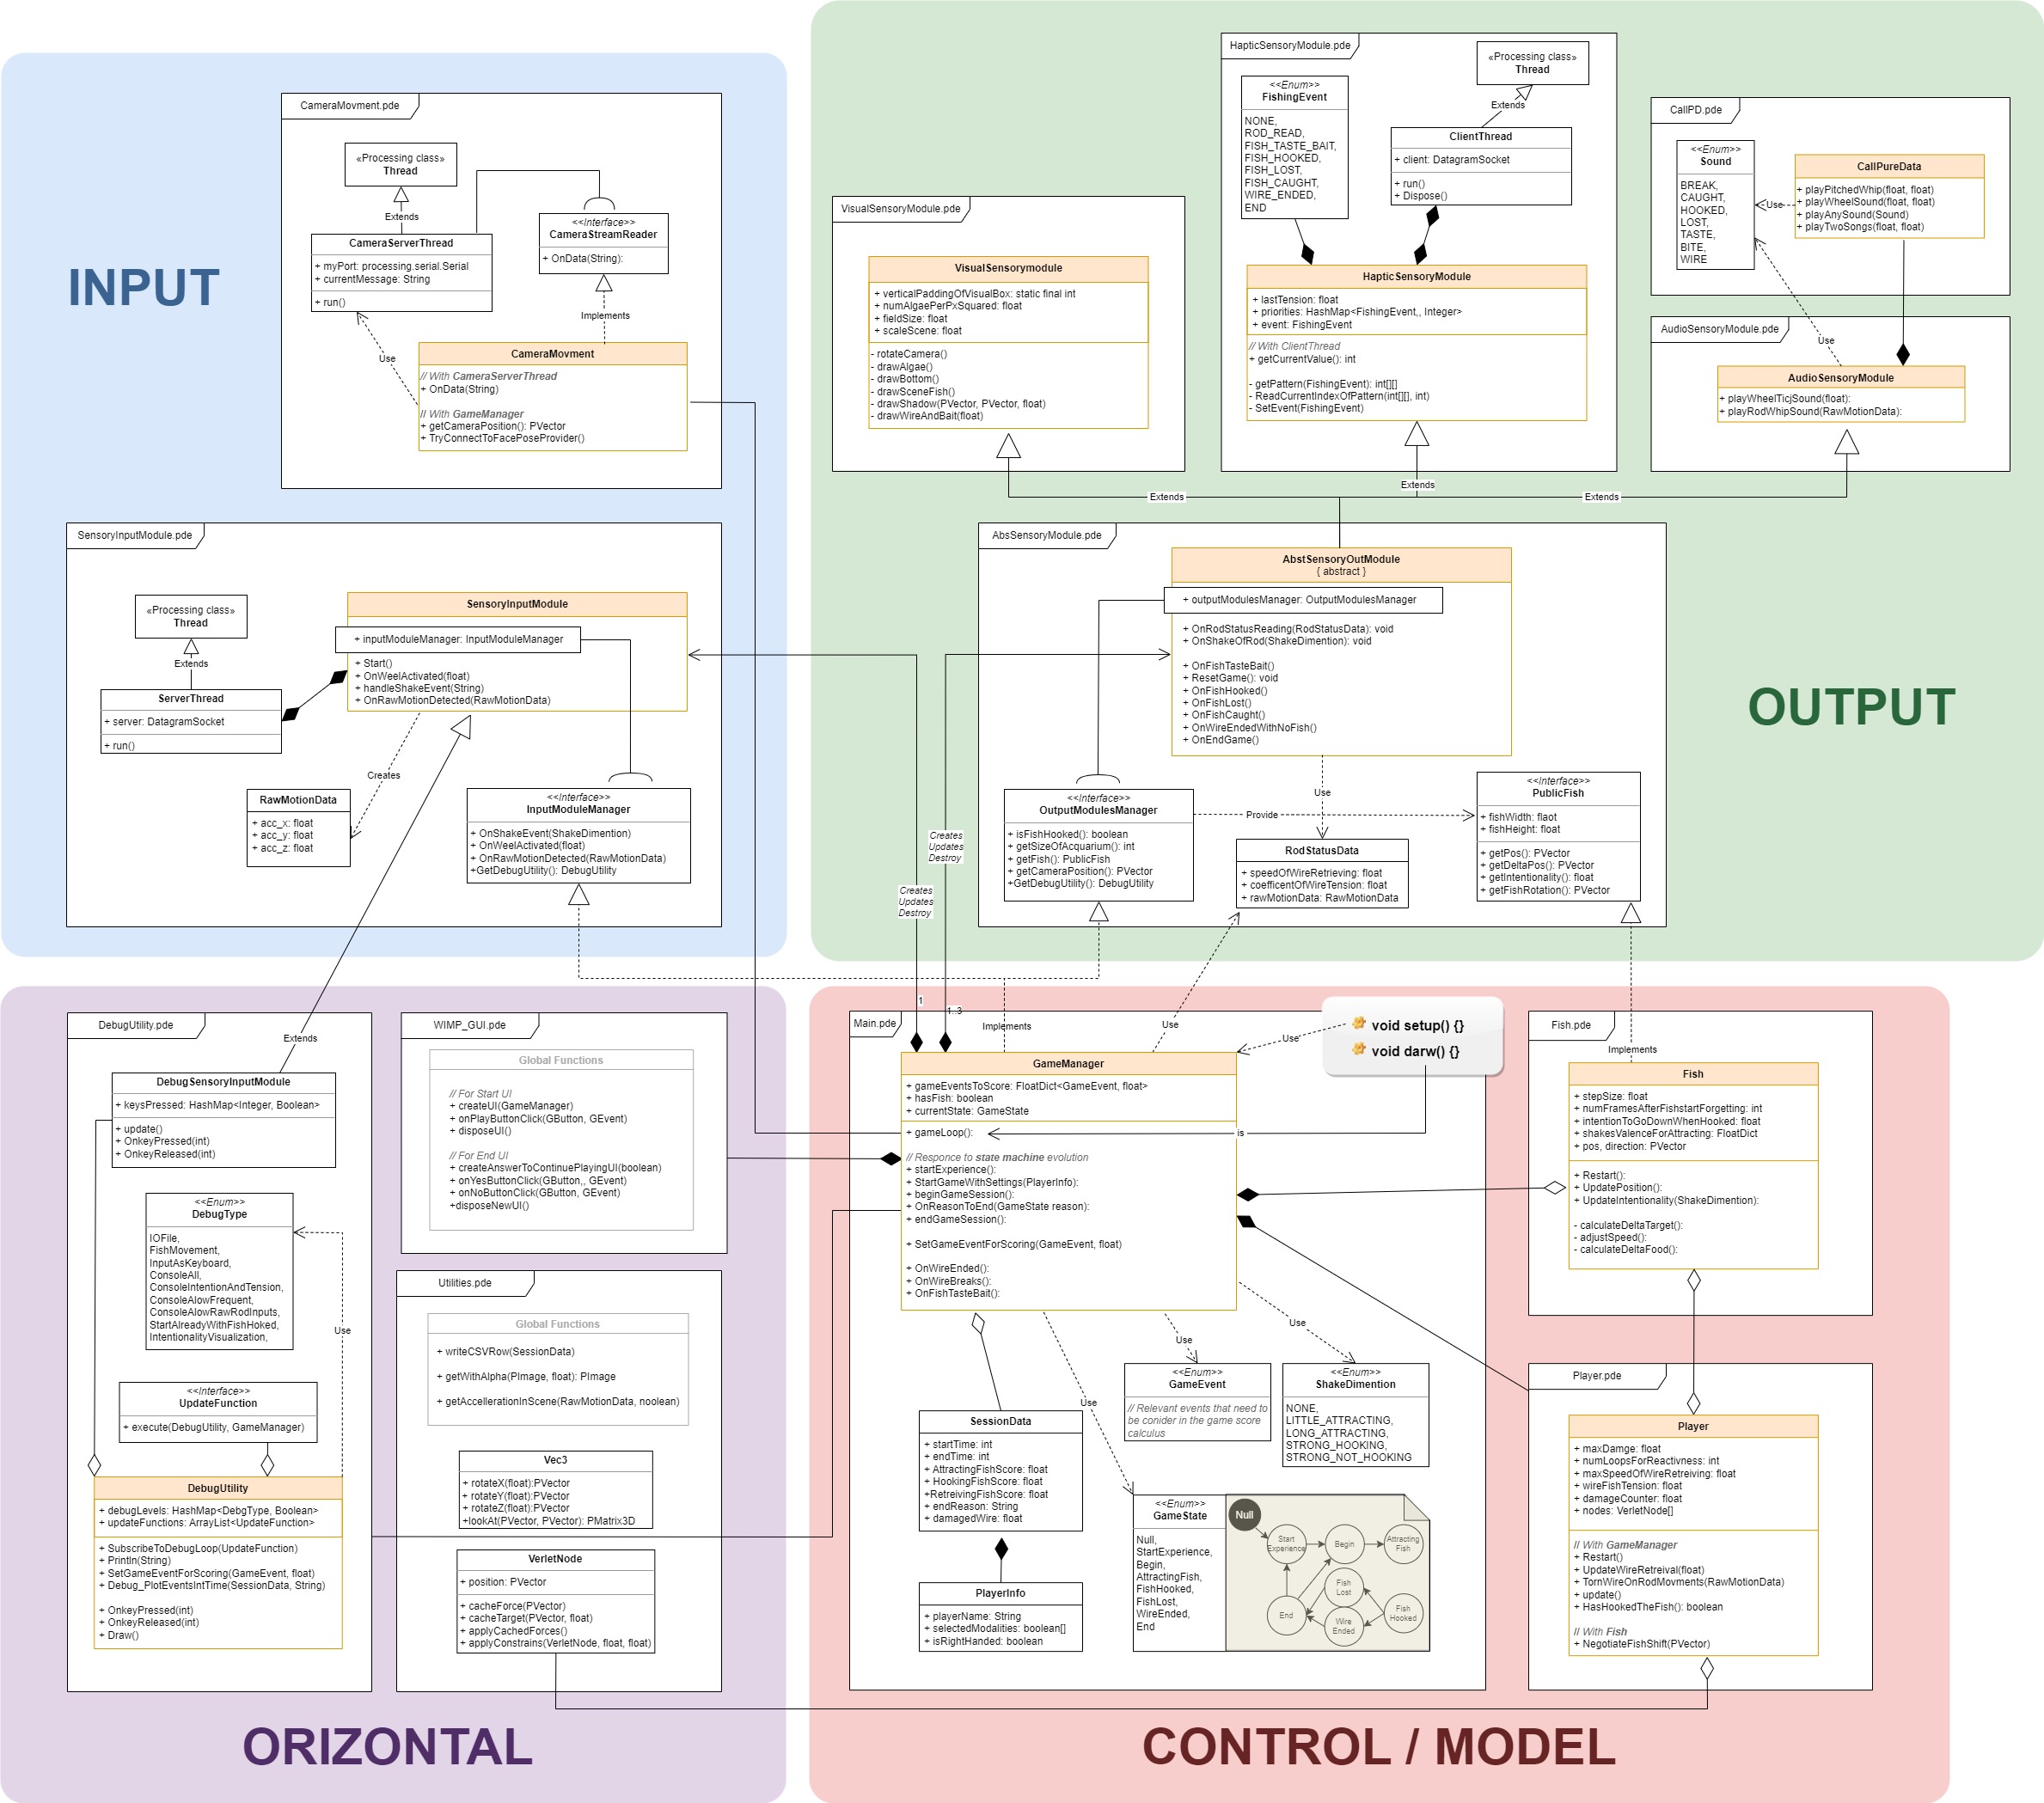 INPUT
CameraMovment.pde
«Processing class»
Thread
Extends
CameraServerThread
+ myPort: processing.serial.Serial
+ currentMessage: String
+ run()
<<Interface>>
CameraStreamReader
+ OnData(String):
Implements
Use
CameraMovment
// With CameraServerThread
+ OnData(String)
// With GameManager
+ getCameraPosition(): PVector
+ TryConnectToFacePoseProvider()
SensoryInputModule.pde
«Processing class»
Thread
Extends
ServerThread
+ server: DatagramSocket
+ run()
SensoryInputModule
+ inputModuleManager: InputModuleManager
+ Start()
+ OnWeelActivated(float)
+ handleShakeEvent(String)
+ OnRawMotionDetected(RawMotionData)
Creates
RawMotionData
+ acc_x: float
+ acc_y: float
+ acc_z: float
<<Interface>>
InputModuleManager
+ OnShakeEvent(ShakeDimention)
+ OnWeelActivated(float)
+ OnRawMotionDetected(RawMotionData)
+GetDebugUtility(): DebugUtility
OUTPUT
VisualSensoryModule.pde
VisualSensorymodule
+ verticalPaddingOfVisualBox: static final int
+ numAlgaePerPxSquared: float
+ fieldSize: float
+ scaleScene: float
- rotateCamera()
- drawAlgae()
- drawBottom()
- drawSceneFish()
- drawShadow(PVector, PVector, float)
- drawWireAndBait(float)
HapticSensoryModule.pde
<<Enum>>
FishingEvent
NONE,
ROD_READ,
FISH_TASTE_BAIT,
FISH_HOOKED,
FISH_LOST,
FISH_CAUGHT,
WIRE_ENDED,
END
«Processing class»
Thread
Extends
ClientThread
+ client: DatagramSocket
+ run()
+ Dispose()
HapticSensoryModule
+ lastTension: float
+ priorities: HashMap<FishingEvent,, Integer>
+ event: FishingEvent
// With ClientThread
+ getCurrentValue(): int
- getPattern(FishingEvent): int[][]
- ReadCurrentIndexOfPattern(int[][], int)
- SetEvent(FishingEvent)
CallPD.pde
<<Enum>>
Sound
BREAK,
CAUGHT,
HOOKED,
LOST,
TASTE,
BITE,
WIRE
Use
CallPureData
+ playPitchedWhip(float, float)
+ playWheelSound(float, float)
+ playAnySound(Sound)
+ playTwoSongs(float, float)
AudioSensoryModule.pde
Use
AudioSensoryModule
+ playWheelTicjSound(float):
+ playRodWhipSound(RawMotionData):
Extends
Extends
Extends
AbsSensoryModule.pde
AbstSensoryOutModule
{ abstract }
+ outputModulesManager: OutputModulesManager
+ OnRodStatusReading(RodStatusData): void
+ OnShakeOfRod(ShakeDimention): void
+ OnFishTasteBait()
+ ResetGame(): void
+ OnFishHooked()
+ OnFishLost()
+ OnFishCaught()
+ OnWireEndedWithNoFish()
+ OnEndGame()
<<Interface>>
OutputModulesManager
+ isFishHooked(): boolean
+ getSizeOfAcquarium(): int
+ getFish(): PublicFish
+ getCameraPosition(): PVector
+GetDebugUtility(): DebugUtility
Provide
Use
RodStatusData
+ speedOfWireRetrieving: float
+ coefficentOfWireTension: float
+ rawMotionData: RawMotionData
<<Interface>>
PublicFish
+ fishWidth: flaot
+ fishHeight: float
+ getPos(): PVector
+ getDeltaPos(): PVector
+ getIntentionality(): float
+ getFishRotation(): PVector
Creates
Updates
Destroy
Creates
Updates
Destroy
1
1..3
Implements
Use
ORIZONTAL
DebugUtility.pde
Extends
DebugSensoryInputModule
+ keysPressed: HashMap<Integer, Boolean>
+ update()
+ OnkeyPressed(int)
+ OnkeyReleased(int)
<<Enum>>
DebugType
IOFile,
FishMovement,
InputAsKeyboard,
ConsoleAll,
ConsoleIntentionAndTension,
ConsoleAlowFrequent,
ConsoleAlowRawRodInputs,
StartAlreadyWithFishHoked,
IntentionalityVisualization,
Use
<<Interface>>
UpdateFunction
+ execute(DebugUtility, GameManager)
DebugUtility
+ debugLevels: HashMap<DebgType, Boolean>
+ updateFunctions: ArrayList<UpdateFunction>
+ SubscribeToDebugLoop(UpdateFunction)
+ Println(String)
+ SetGameEventForScoring(GameEvent, float)
+ Debug_PlotEventsIntTime(SessionData, String)
+ OnkeyPressed(int)
+ OnkeyReleased(int)
+ Draw()
WIMP_GUI.pde
Global Functions
// For Start UI
+ createUI(GameManager)
+ onPlayButtonClick(GButton, GEvent)
+ disposeUI()
// For End UI
+ createAnswerToContinuePlayingUI(boolean)
+ onYesButtonClick(GButton,, GEvent)
+ onNoButtonClick(GButton, GEvent)
+disposeNewUI()
Utilities.pde
Global Functions
+ writeCSVRow(SessionData)
+ getWithAlpha(PImage, float): PImage
+ getAccellerationInScene(RawMotionData, noolean)
Vec3
+ rotateX(float):PVector
+ rotateY(float):PVector
+ rotateZ(float):PVector
+lookAt(PVector, PVector): PMatrix3D
VerletNode
+ position: PVector
+ cacheForce(PVector)
+ cacheTarget(PVector, float)
+ applyCachedForces()
+ applyConstrains(VerletNode, float, float)
CONTROL / MODEL
Main.pde
void setup() {}
void darw() {}
Use
is
GameManager
+ gameEventsToScore: FloatDict<GameEvent, float>
+ hasFish: boolean
+ currentState: GameState
+ gameLoop():
// Responce to state machine evolution
+ startExperience():
+ StartGameWithSettings(PlayerInfo):
+ beginGameSession():
+ OnReasonToEnd(GameState reason):
+ endGameSession():
+ SetGameEventForScoring(GameEvent, float)
+ OnWireEnded():
+ OnWireBreaks():
+ OnFishTasteBait():
Use
Use
Use
SessionData
+ startTime: int
+ endTime: int
+ AttractingFishScore: float
+ HookingFishScore: float
+RetreivingFishScore: float
+ endReason: String
+ damagedWire: float
PlayerInfo
+ playerName: String
+ selectedModalities: boolean[]
+ isRightHanded: boolean
<<Enum>>
GameEvent
// Relevant events that need to
be conider in the game score
calculus
<<Enum>>
ShakeDimention
NONE,
LITTLE_ATTRACTING,
LONG_ATTRACTING,
STRONG_HOOKING,
STRONG_NOT_HOOKING
<<Enum>>
GameState
Null,
StartExperience,
Begin,
AttractingFish,
FishHooked,
FishLost,
WireEnded,
End
Null
Start
Experience
Begin
Attracting
Fish
Fish
Lost
Fish
Hooked
Wire
Ended
End
Fish.pde
Implements
Fish
+ stepSize: float
+ numFramesAfterFishstartForgetting: int
+ intentionToGoDownWhenHooked: float
+ shakesValenceForAttracting: FloatDict
+ pos, direction: PVector
+ Restart():
+ UpdatePosition():
+ UpdateIntentionality(ShakeDimention):
- calculateDeltaTarget():
- adjustSpeed():
- calculateDeltaFood():
Player.pde
Player
+ maxDamge: float
+ numLoopsForReactivness: int
+ maxSpeedOfWireRetreiving: float
+ wireFishTension: float
+ damageCounter: float
+ nodes: VerletNode[]
// With GameManager
+ Restart()
+ UpdateWireRetreival(float)
+ TornWireOnRodMovments(RawMotionData)
+ update()
+ HasHookedTheFish(): boolean
// With Fish
+ NegotiateFishShift(PVector)